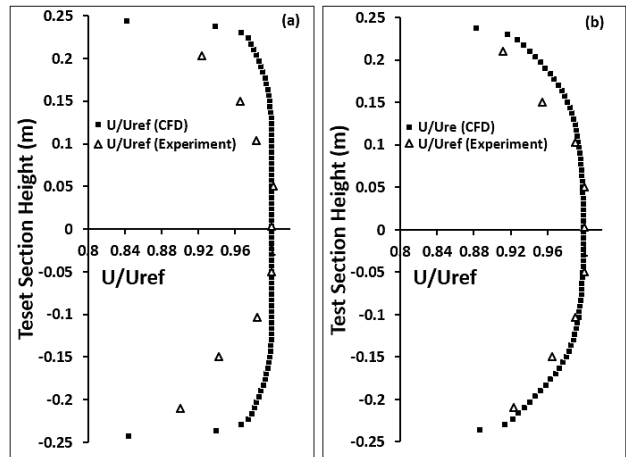 (a)
0.25
0.2
0.15
0.1
0.05
0
-0.05
-0.1
-0.15
-0.2
-0.25
Teset Section Height (m)
U/Uref (CFD)
U/Uref (Experiment)
0.8 0.84 0.88 0.92 0.96
U/Uref
(b)
0.25
0.2
0.15
0.1
0.05
0
-0.05
-0.1
-0.15
-0.2
-0.25
Test Section Height (m)
U/Ure (CFD)
U/Uref (Experiment)
0.8 0.84 0.88 0.92 0.96
U/Uref